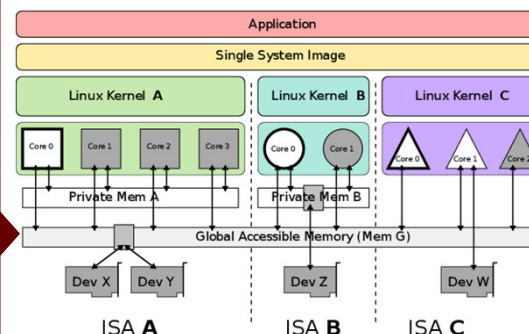 Application
Single System Image
Linux Kernel A
Linux Kernel B
Linux Kernel C
Core 0
Core 1
Core 2
Core 3
Core 0
Core 1
Core 0
Core 1
Core 2
Private Mem A
Private Mem B
Global Accessible Memory (Mem G)
Dev X
Dev Y
Dev Z
Dev W
ISA A
ISA B
ISA C